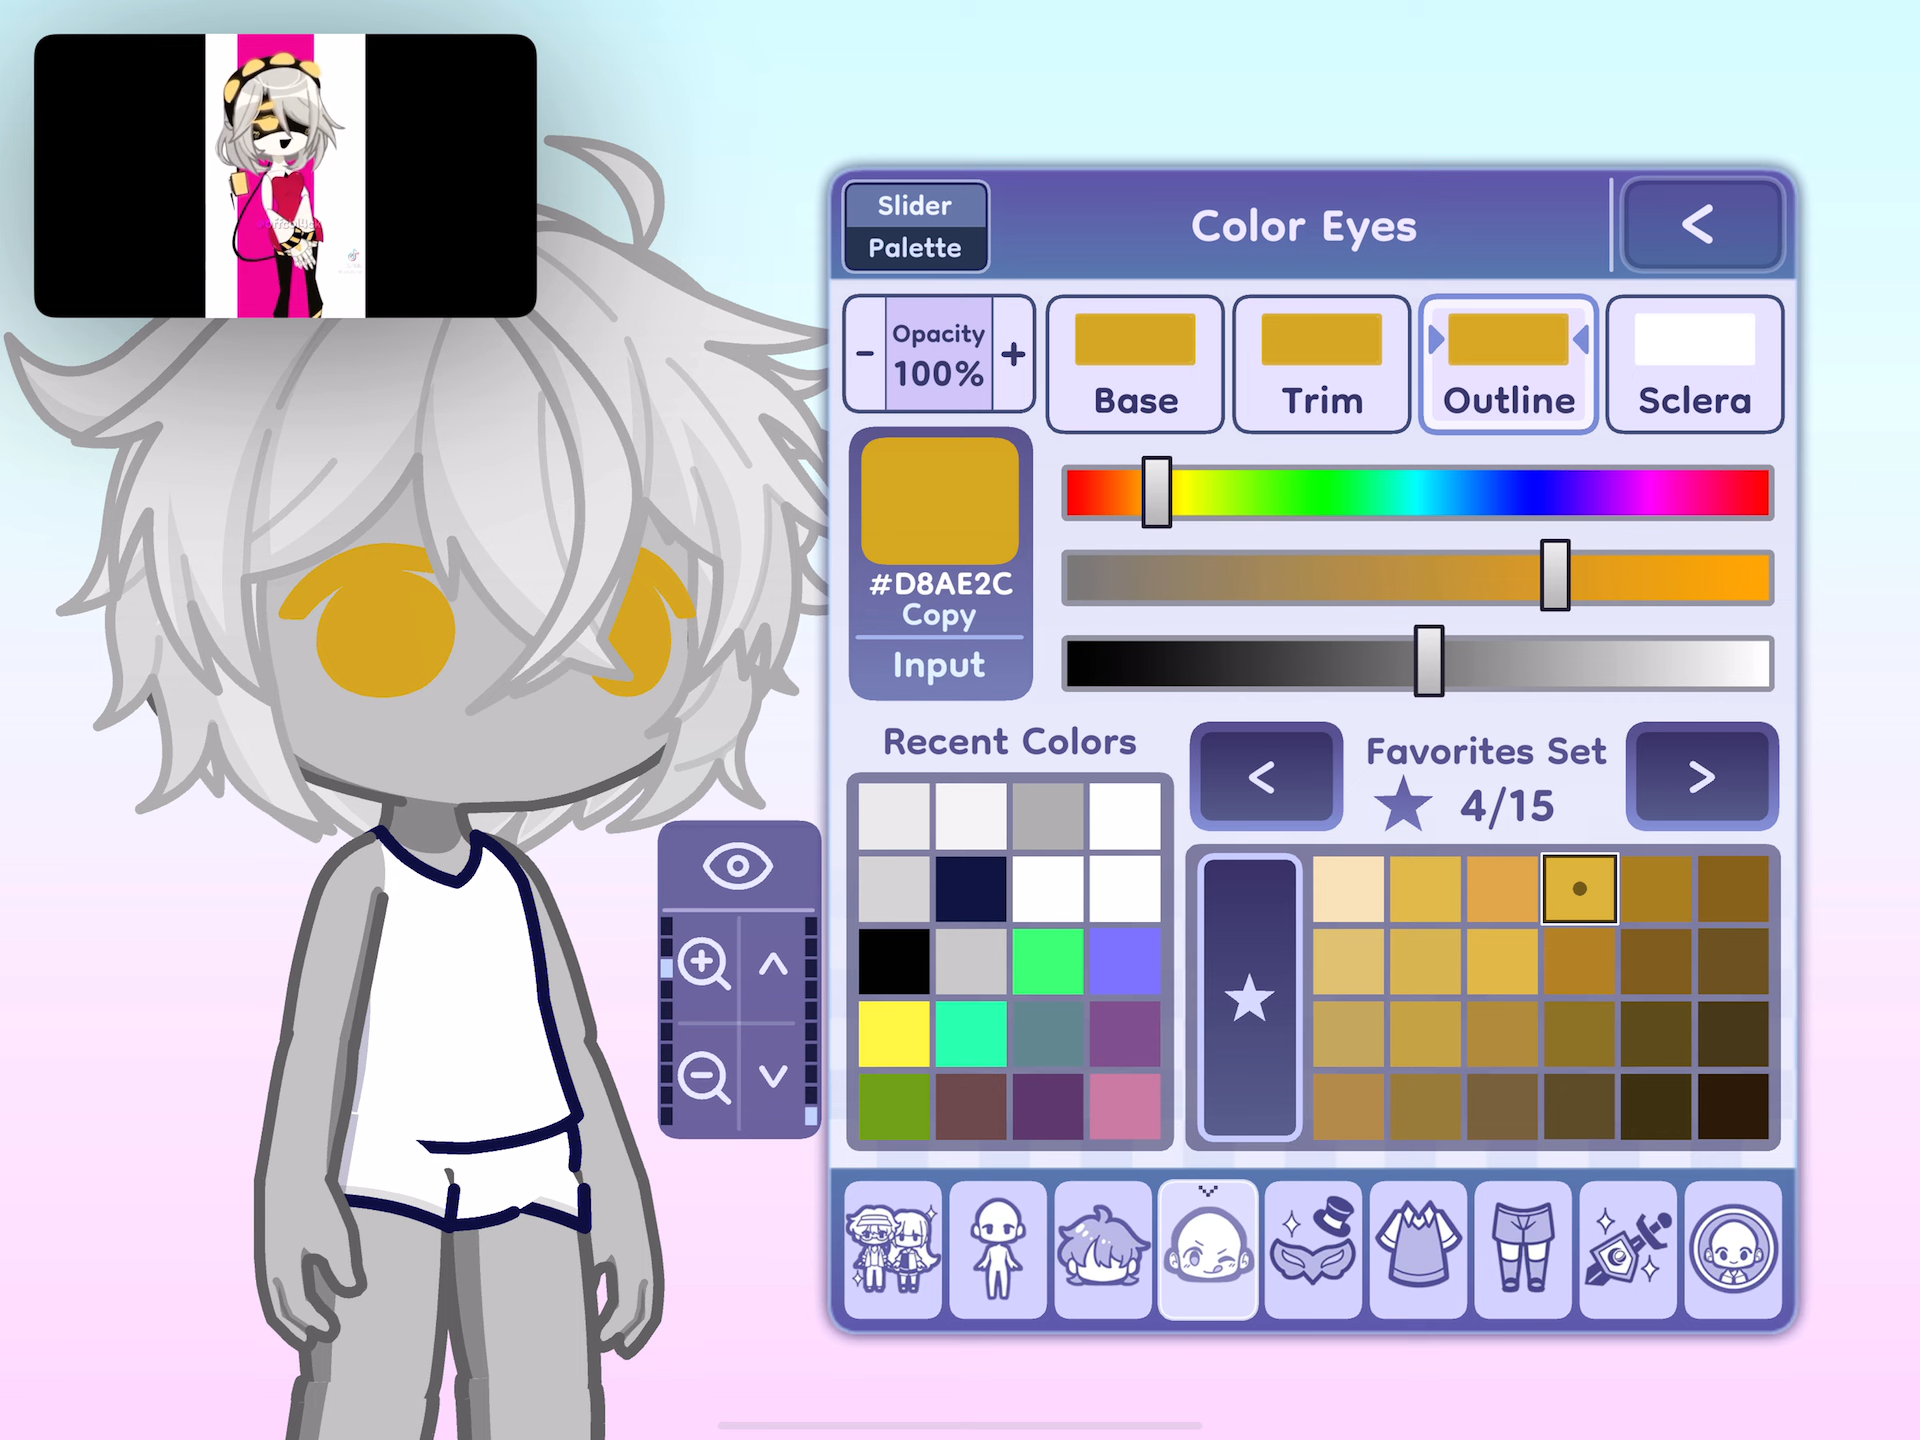 Slider
Palette
Color Eyes
<
-
Opacity
100%
+
Base
Trim
Outline
Sclera
#D8AE2C
Copy
Input
Recent Colors
<
Favorites Set
4/15
>